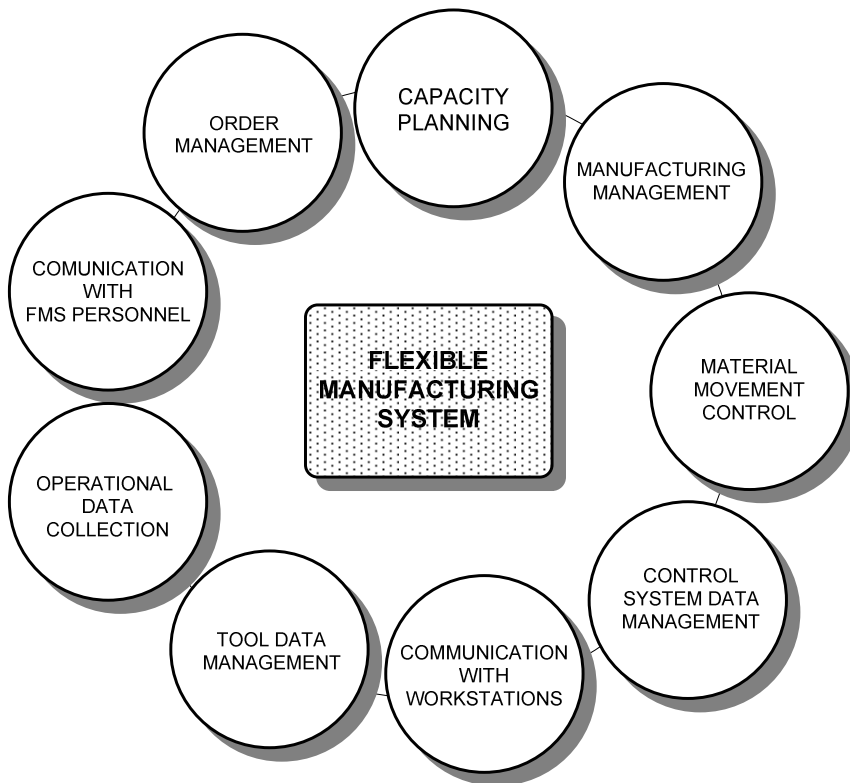 CAPACITY
PLANNING
ORDER
MANAGEMENT
MANUFACTURING
MANAGEMENT
COMUNICATION
WITH
FMS PERSONNEL
FLEXIBLE
MANUFACTURING
SYSTEM
MATERIAL
MOVEMENT
CONTROL
OPERATIONAL
DATA
COLLECTION
CONTROL
SYSTEM DATA
MANAGEMENT
TOOL DATA
MANAGEMENT
COMMUNICATION
WITH
WORKSTATIONS